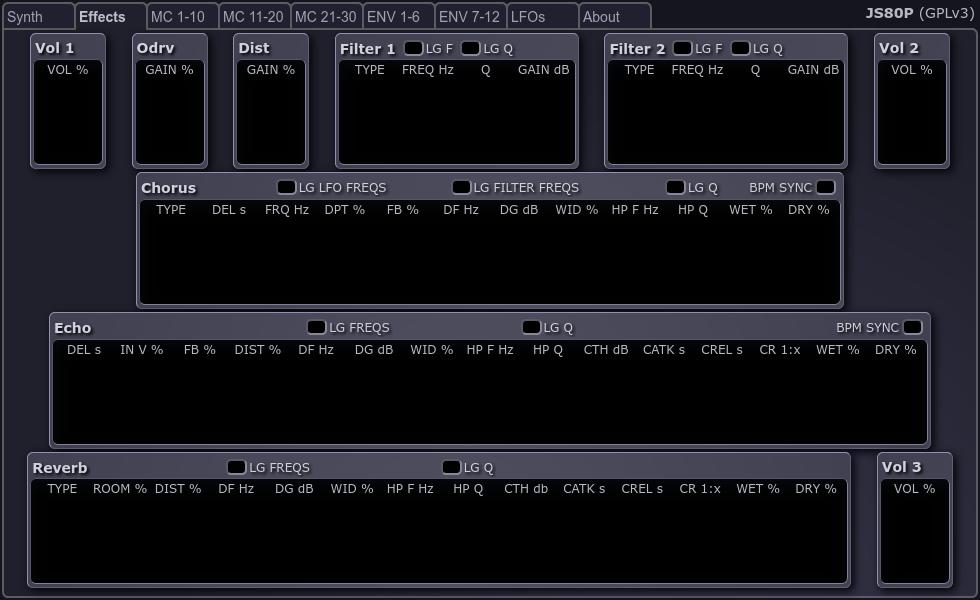 Synth Effects MC 1-10 MC 11-20 MC 21-30 ENV 1-6 ENV 7-12 LFOs About JS80P (GPLv3)
Vol 1 Odrv Dist Filter 1 LG F LG Q Filter 2 LG F LG Q Vol 2
VOL % GAIN % GAIN % TYPE FREQ Hz Q GAIN dB TYPE FREQ Hz Q GAIN dB VOL %
Chorus LG LFO FREQS LG FILTER FREQS LG Q BPM SYNC
TYPE DEL s FRQ Hz DPT % FB % DF Hz DG dB WID % HP F Hz HP Q WET % DRY %
Echo LG FREQS LG Q BPM SYNC
DEL s IN V % FB % DIST % DF Hz DG dB WID % HP F Hz HP Q CTH dB CATK s CREL s CR 1:x WET % DRY %
Reverb LG FREQS LG Q Vol 3
TYPE ROOM % DIST % DF Hz DG dB WID % HP F Hz HP Q CTH db CATK s CREL s CR 1:x WET % DRY % VOL %